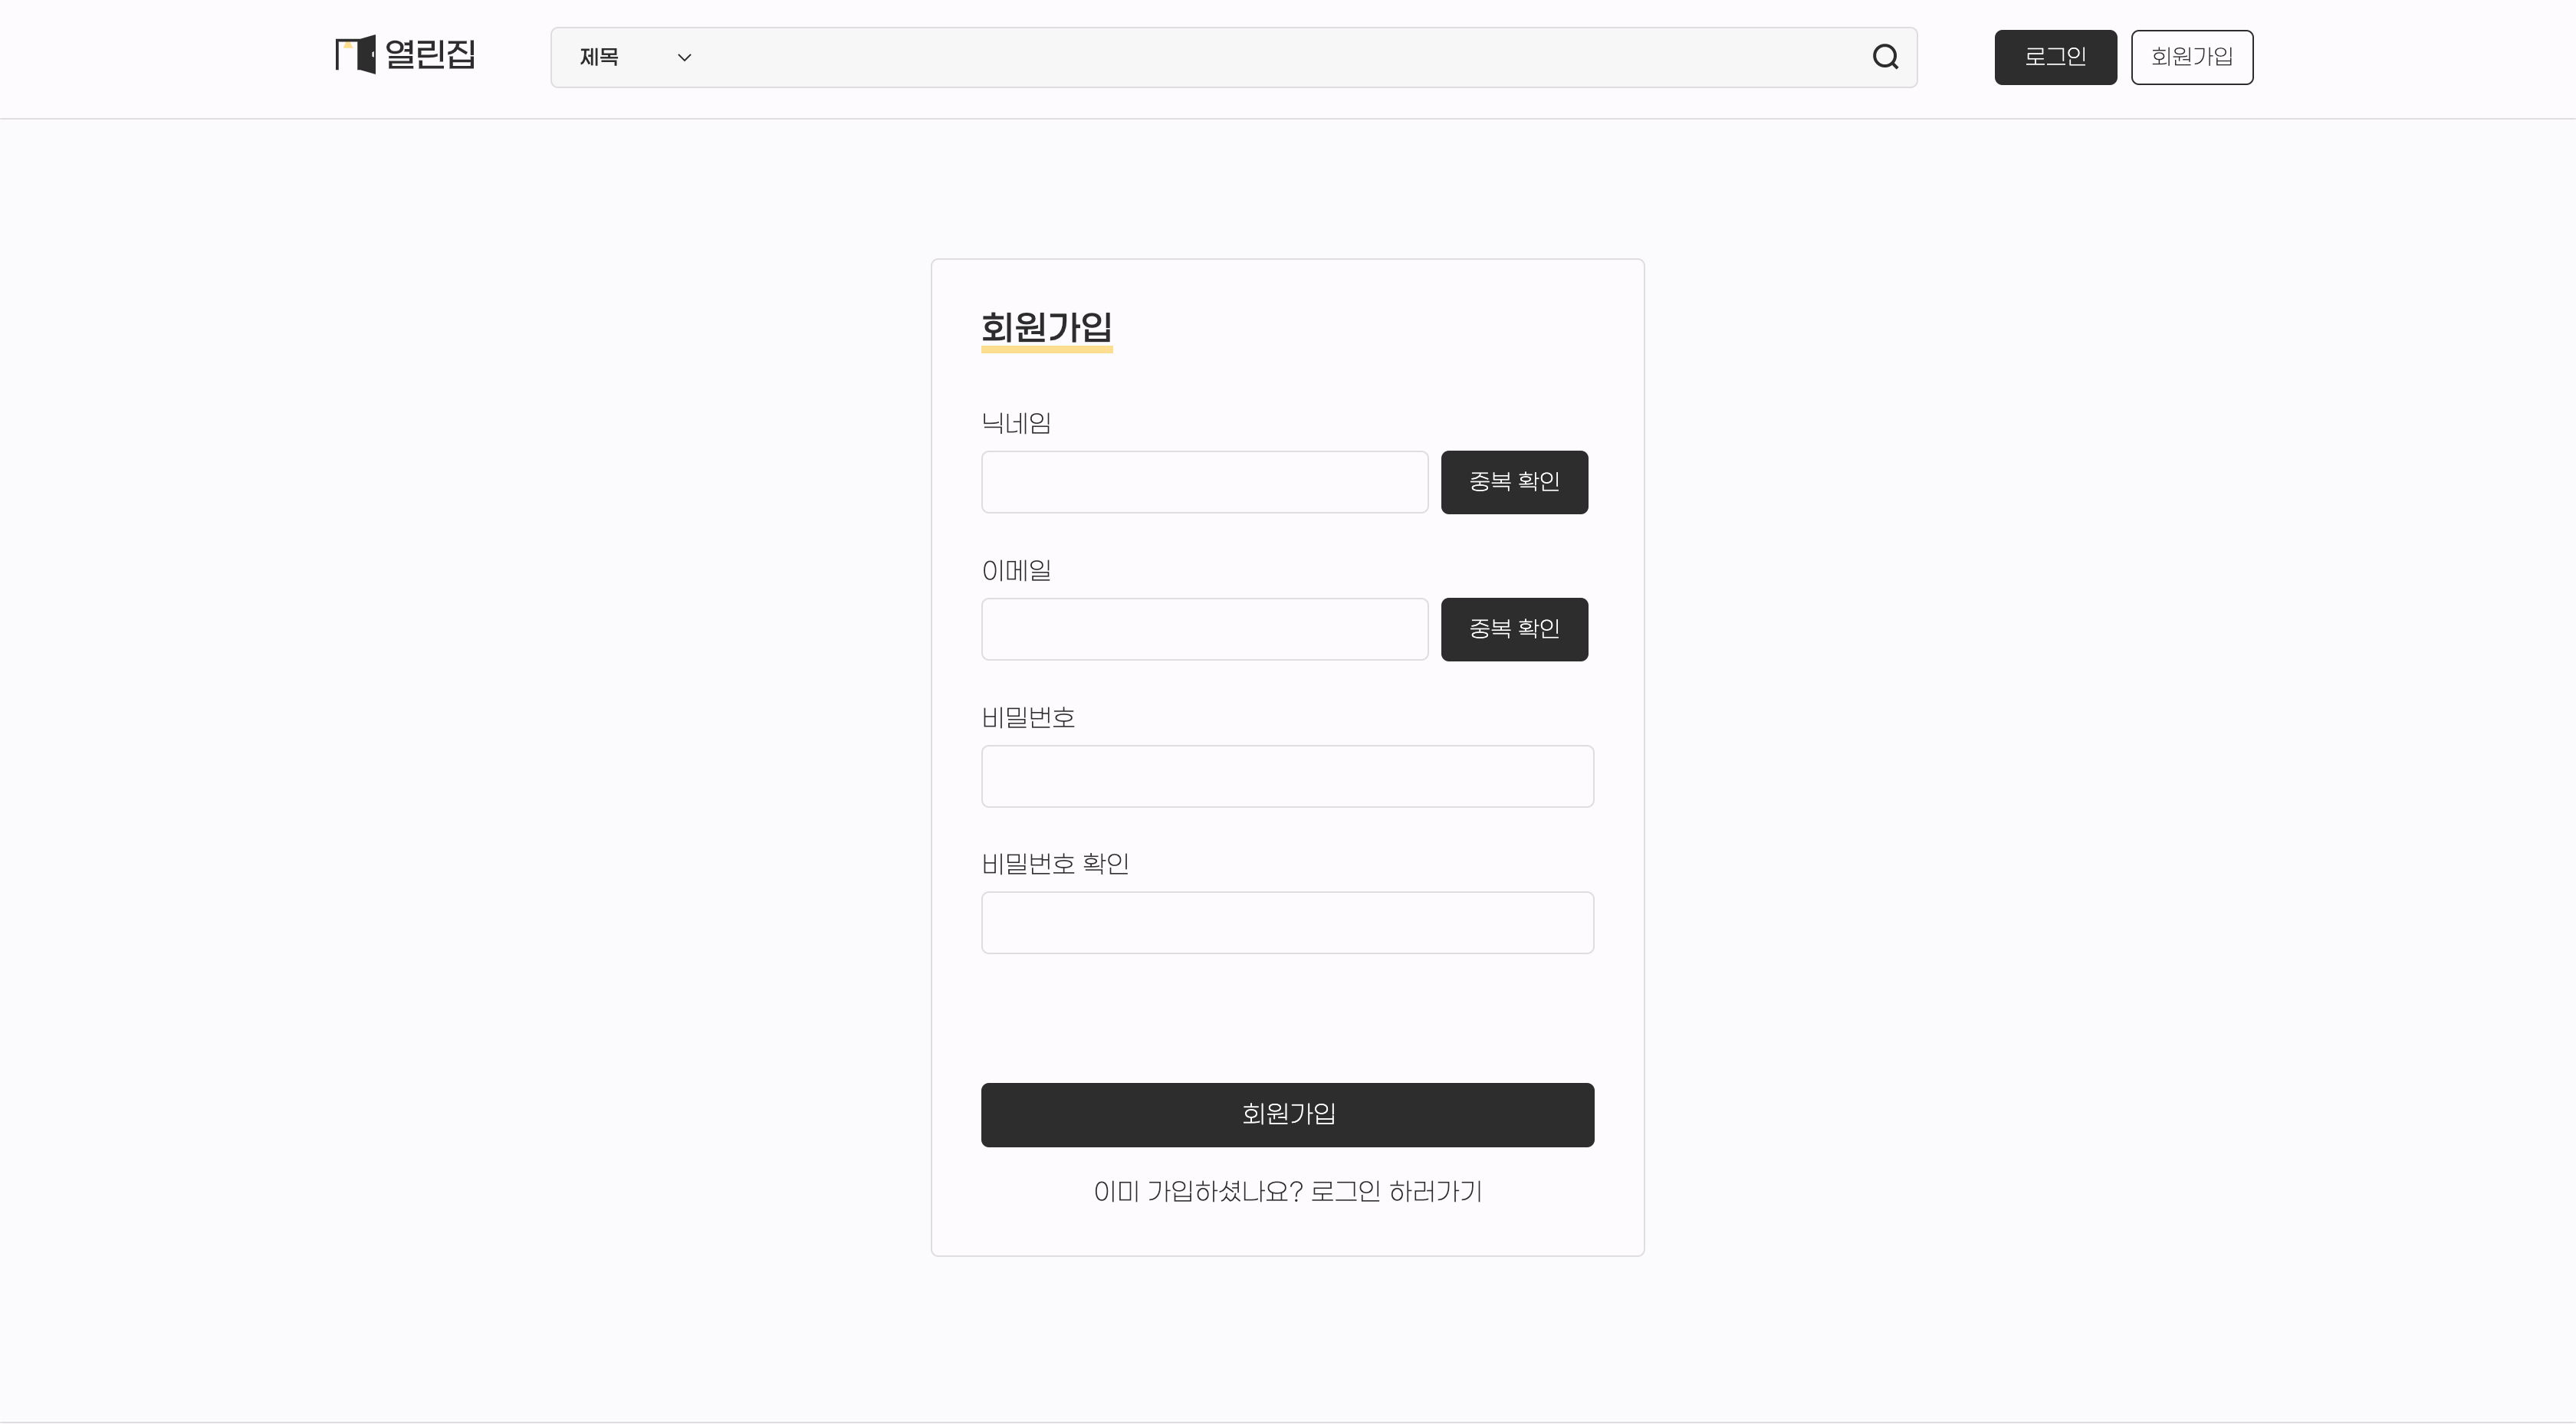 열린집
제목
로그인
회원가입
회원가입
닉네임
중복 확인
이메일
중복 확인
비밀번호
비밀번호 확인
회원가입
이미 가입하셨나요? 로그인 하러가기